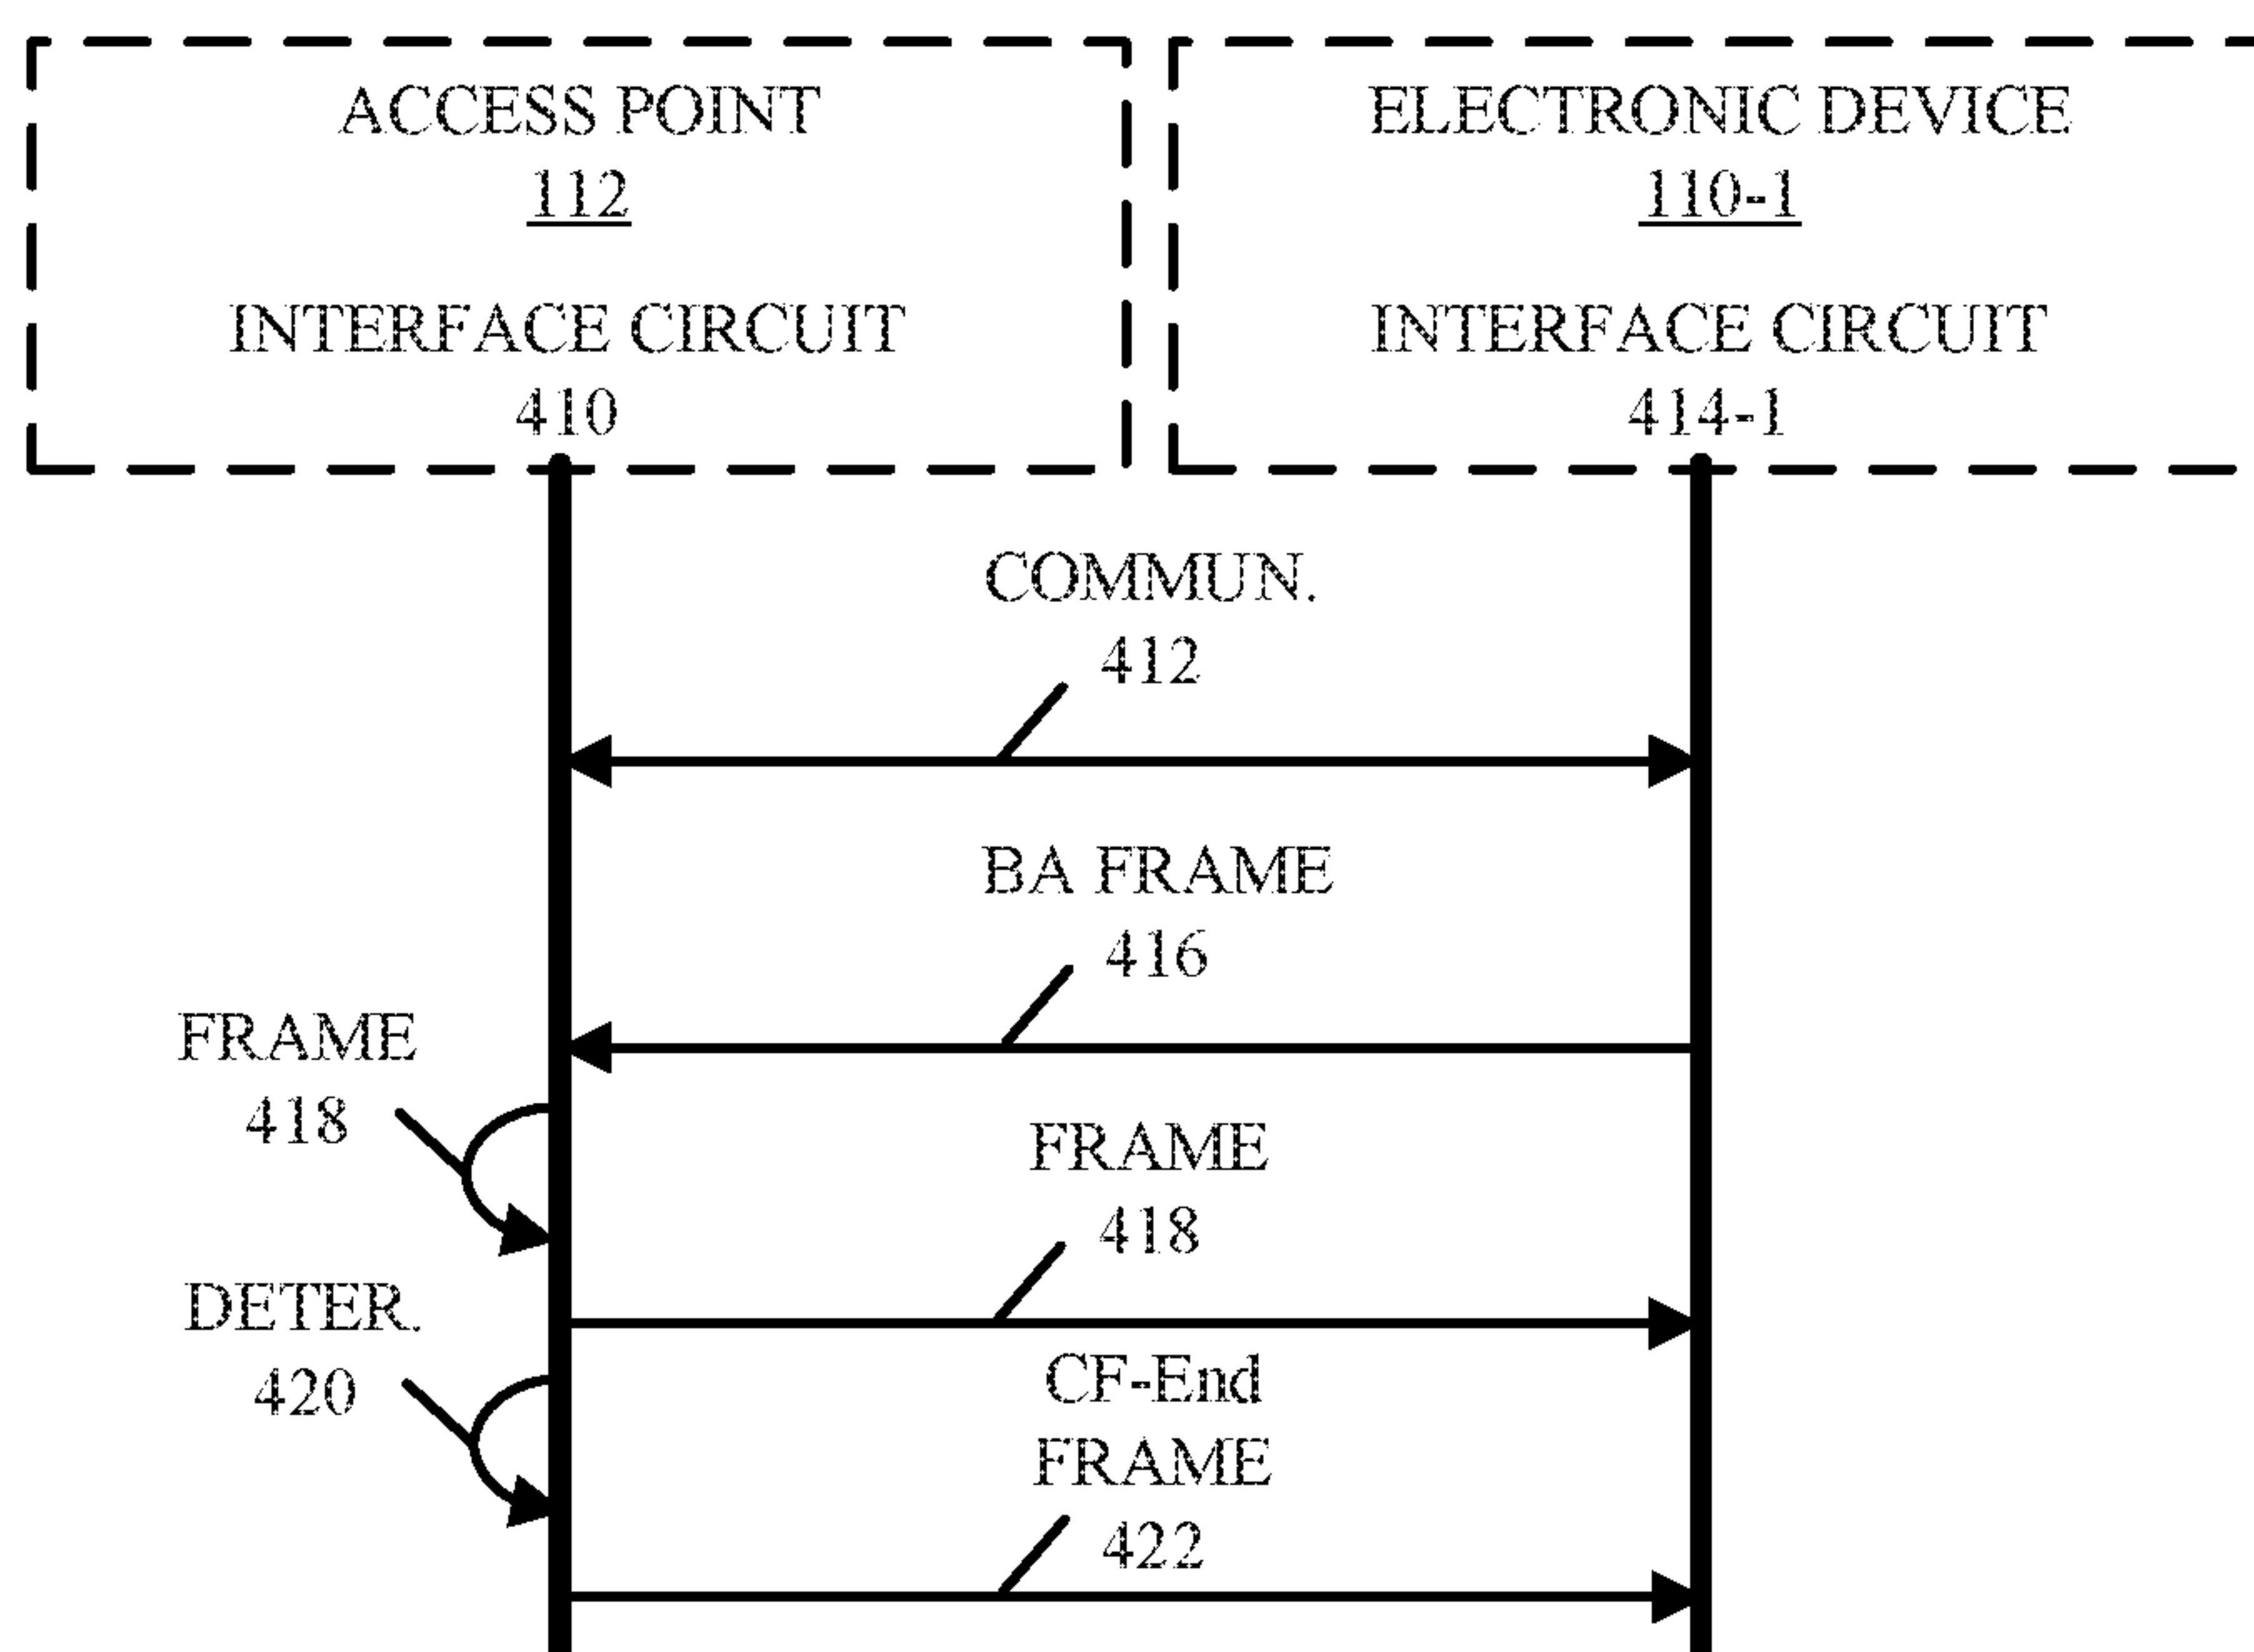 ACCESS POINT
112
INTERFACE CIRCUIT
410
ELECTRONIC DEVICE
110-1
INTERFACE CIRCUIT
414-1
COMMUN.
412
BA FRAME
416
FRAME
418
FRAME
418
DETER.
420
CF-End
FRAME
422